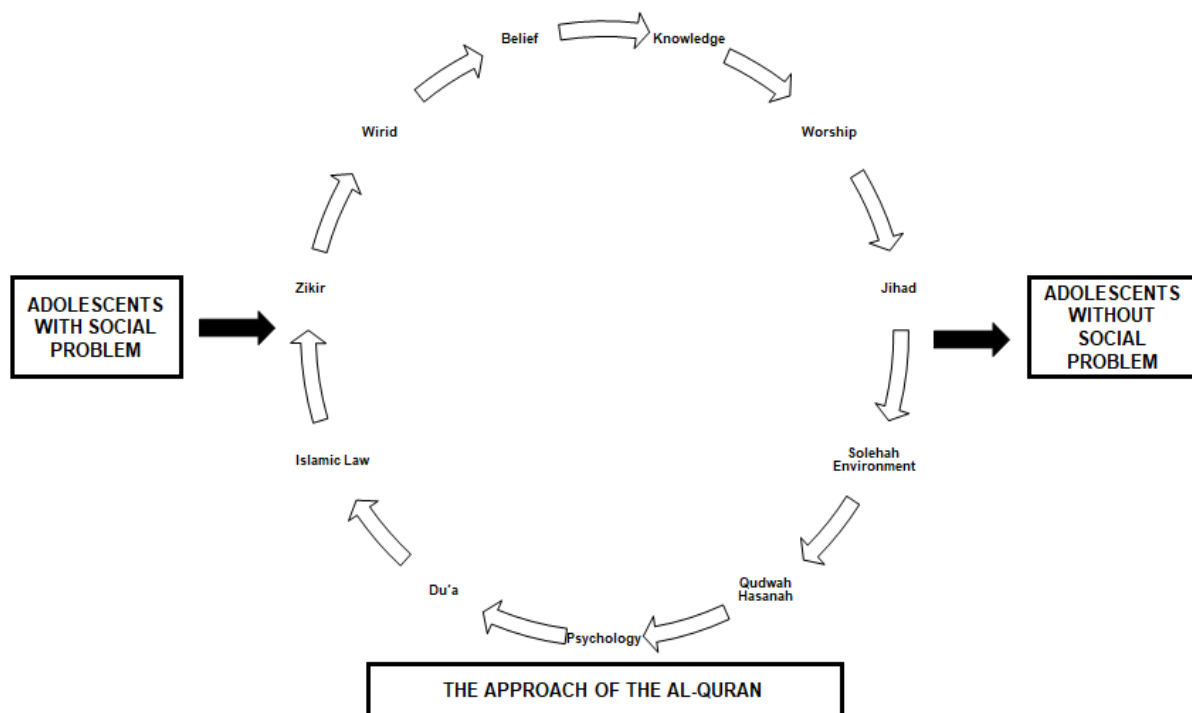 Belief
Knowledge
Wirid
Worship
Zikir
Jihad
ADOLESCENTS
WITH SOCIAL
PROBLEM
ADOLESCENTS
WITHOUT
SOCIAL
PROBLEM
Islamic Law
Solehah
Environment
Du'a
Qudwah
Hasanah
Psychology
THE APPROACH OF THE AL-QURAN